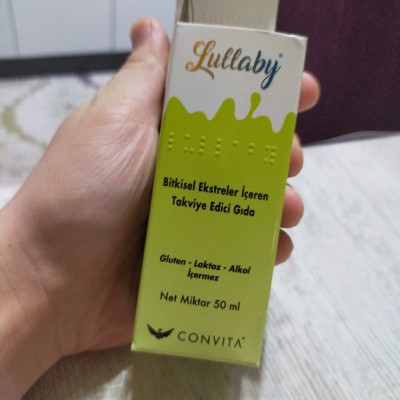 Lullaby®
Bitkisel Ekstreler İçeren
Takviye Edici Gıda
Gluten - Laktoz - Alkol
İçermez
Net Miktar 50 ml
CONVITA®